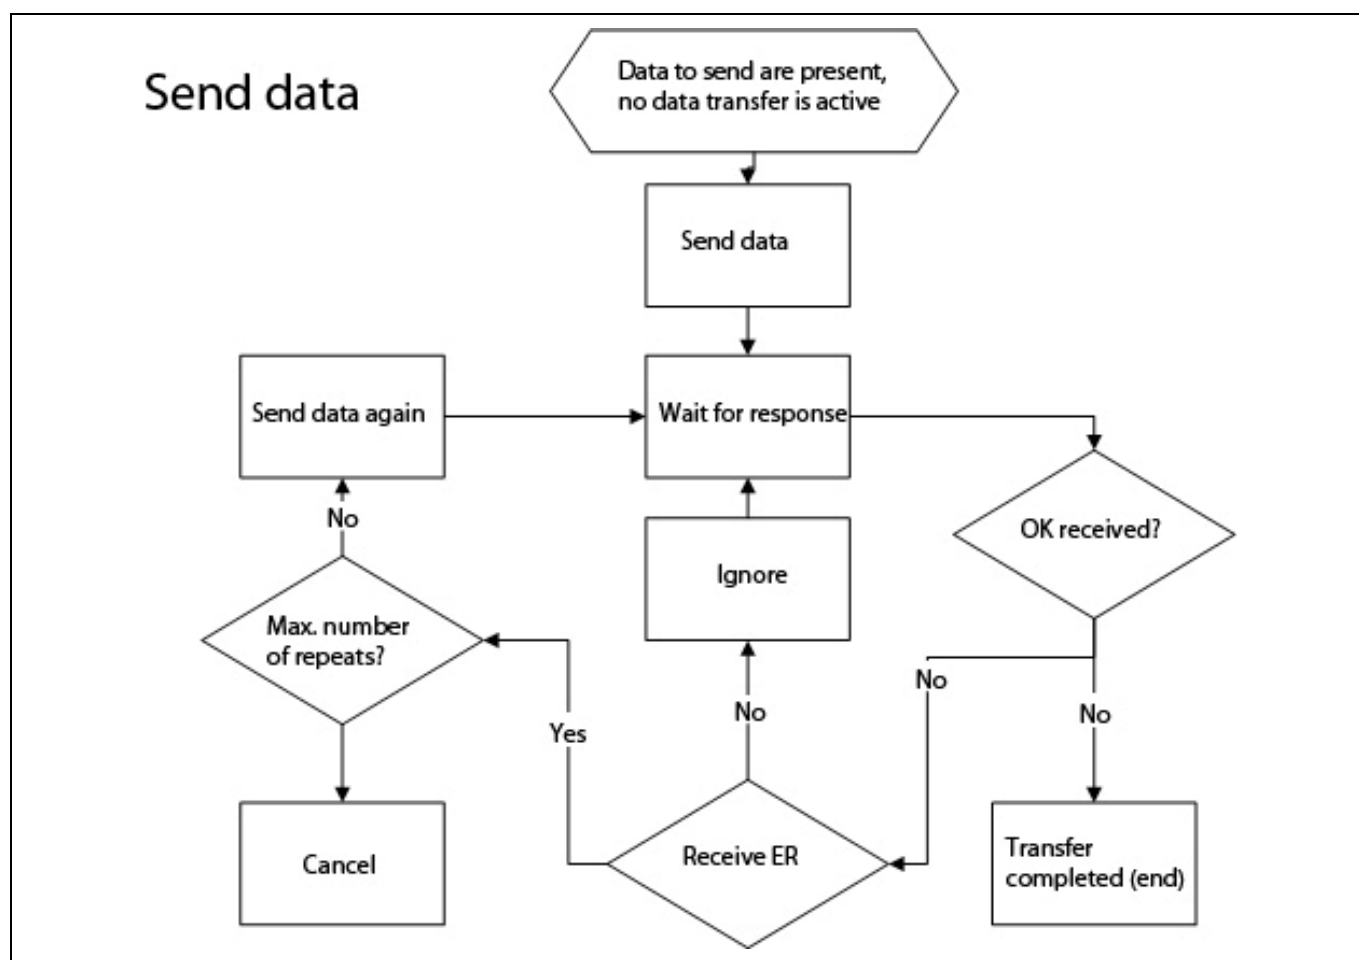 Send data
Data to send are present,
no data transfer is active
Send data
Send data again
Wait for response
OK received?
No
Ignore
Max. number
of repeats?
No
No
Yes
No
Cancel
Receive ER
Transfer
completed (end)